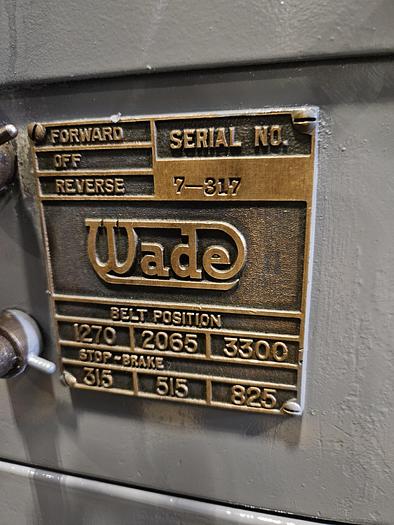 FORWARD
OFF
REVERSE
SERIAL NO.
7-317
Wade
BELT POSITION
1270 2065 3300
STOP-BRAKE
315 515 825